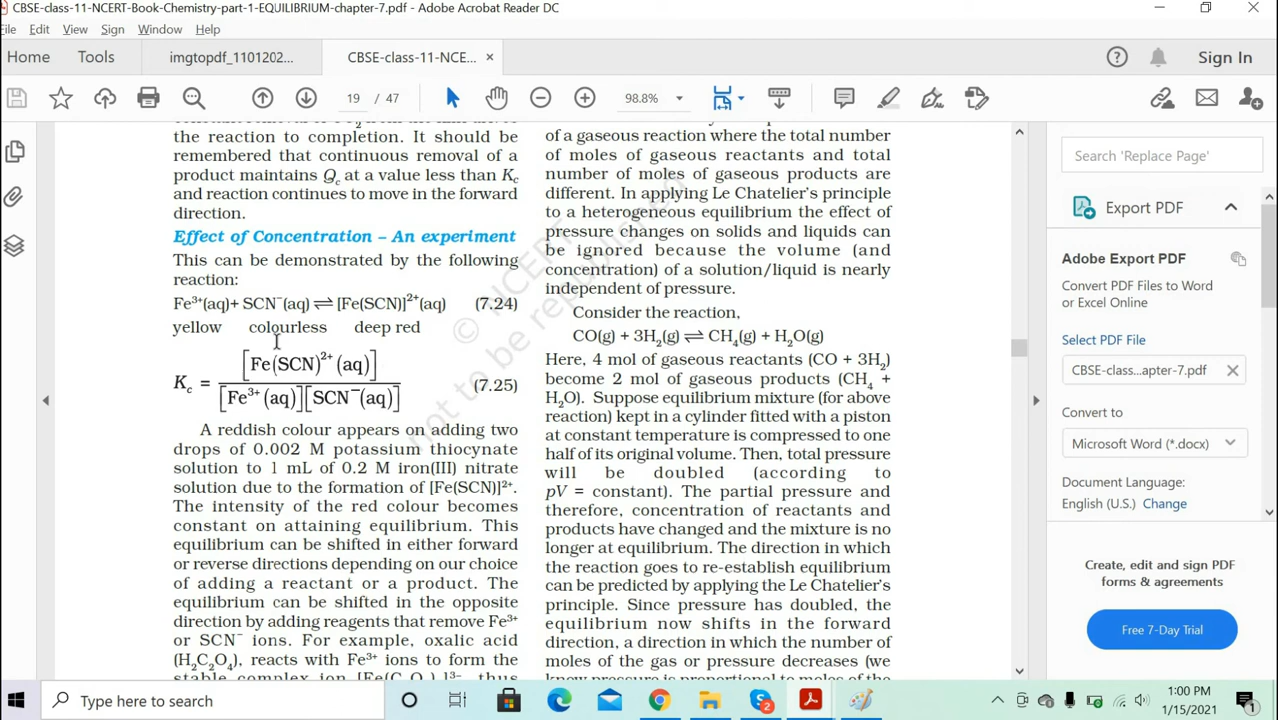 CBSE-class-11-NCERT-Book-Chemistry-part-1-EQUILIBRIUM-chapter-7.pdf - Adobe Acrobat Reader DC
File Edit View Sign Window Help
Home Tools imgtopdf_1101202... CBSE-class-11-NCE... × Sign In
19 / 47 98.8%
the reaction to completion. It should be
remembered that continuous removal of a
product maintains Qc at a value less than Kc
and reaction continues to move in the forward
direction.
Effect of Concentration – An experiment
This can be demonstrated by the following
reaction:
Fe³⁺(aq)+ SCN⁻(aq) ⇌ [Fe(SCN)]²⁺(aq) (7.24)
yellow colourless deep red
Kc = [Fe(SCN)²⁺(aq)] / [Fe³⁺(aq)][SCN⁻(aq)] (7.25)
A reddish colour appears on adding two
drops of 0.002 M potassium thiocynate
solution to 1 mL of 0.2 M iron(III) nitrate
solution due to the formation of [Fe(SCN)]²⁺.
The intensity of the red colour becomes
constant on attaining equilibrium. This
equilibrium can be shifted in either forward
or reverse directions depending on our choice
of adding a reactant or a product. The
equilibrium can be shifted in the opposite
direction by adding reagents that remove Fe³⁺
or SCN⁻ ions. For example, oxalic acid
(H₂C₂O₄), reacts with Fe³⁺ ions to form the
stable complex ion
of a gaseous reaction where the total number
of moles of gaseous reactants and total
number of moles of gaseous products are
different. In applying Le Chatelier's principle
to a heterogeneous equilibrium the effect of
pressure changes on solids and liquids can
be ignored because the volume (and
concentration) of a solution/liquid is nearly
independent of pressure.
Consider the reaction,
CO(g) + 3H₂(g) ⇌ CH₄(g) + H₂O(g)
Here, 4 mol of gaseous reactants (CO + 3H₂)
become 2 mol of gaseous products (CH₄ +
H₂O). Suppose equilibrium mixture (for above
reaction) kept in a cylinder fitted with a piston
at constant temperature is compressed to one
half of its original volume. Then, total pressure
will be doubled (according to
pV = constant). The partial pressure and
therefore, concentration of reactants and
products have changed and the mixture is no
longer at equilibrium. The direction in which
the reaction goes to re-establish equilibrium
can be predicted by applying the Le Chatelier's
principle. Since pressure has doubled, the
equilibrium now shifts in the forward
direction, a direction in which the number of
moles of the gas or pressure decreases (we
© NCERT
not to be republished
Search 'Replace Page'
Export PDF
Adobe Export PDF
Convert PDF Files to Word
or Excel Online
Select PDF File
CBSE-class...apter-7.pdf ×
Convert to
Microsoft Word (*.docx)
Document Language:
English (U.S.) Change
Create, edit and sign PDF
forms & agreements
Free 7-Day Trial
Type here to search
2
1:00 PM
1/15/2021
1